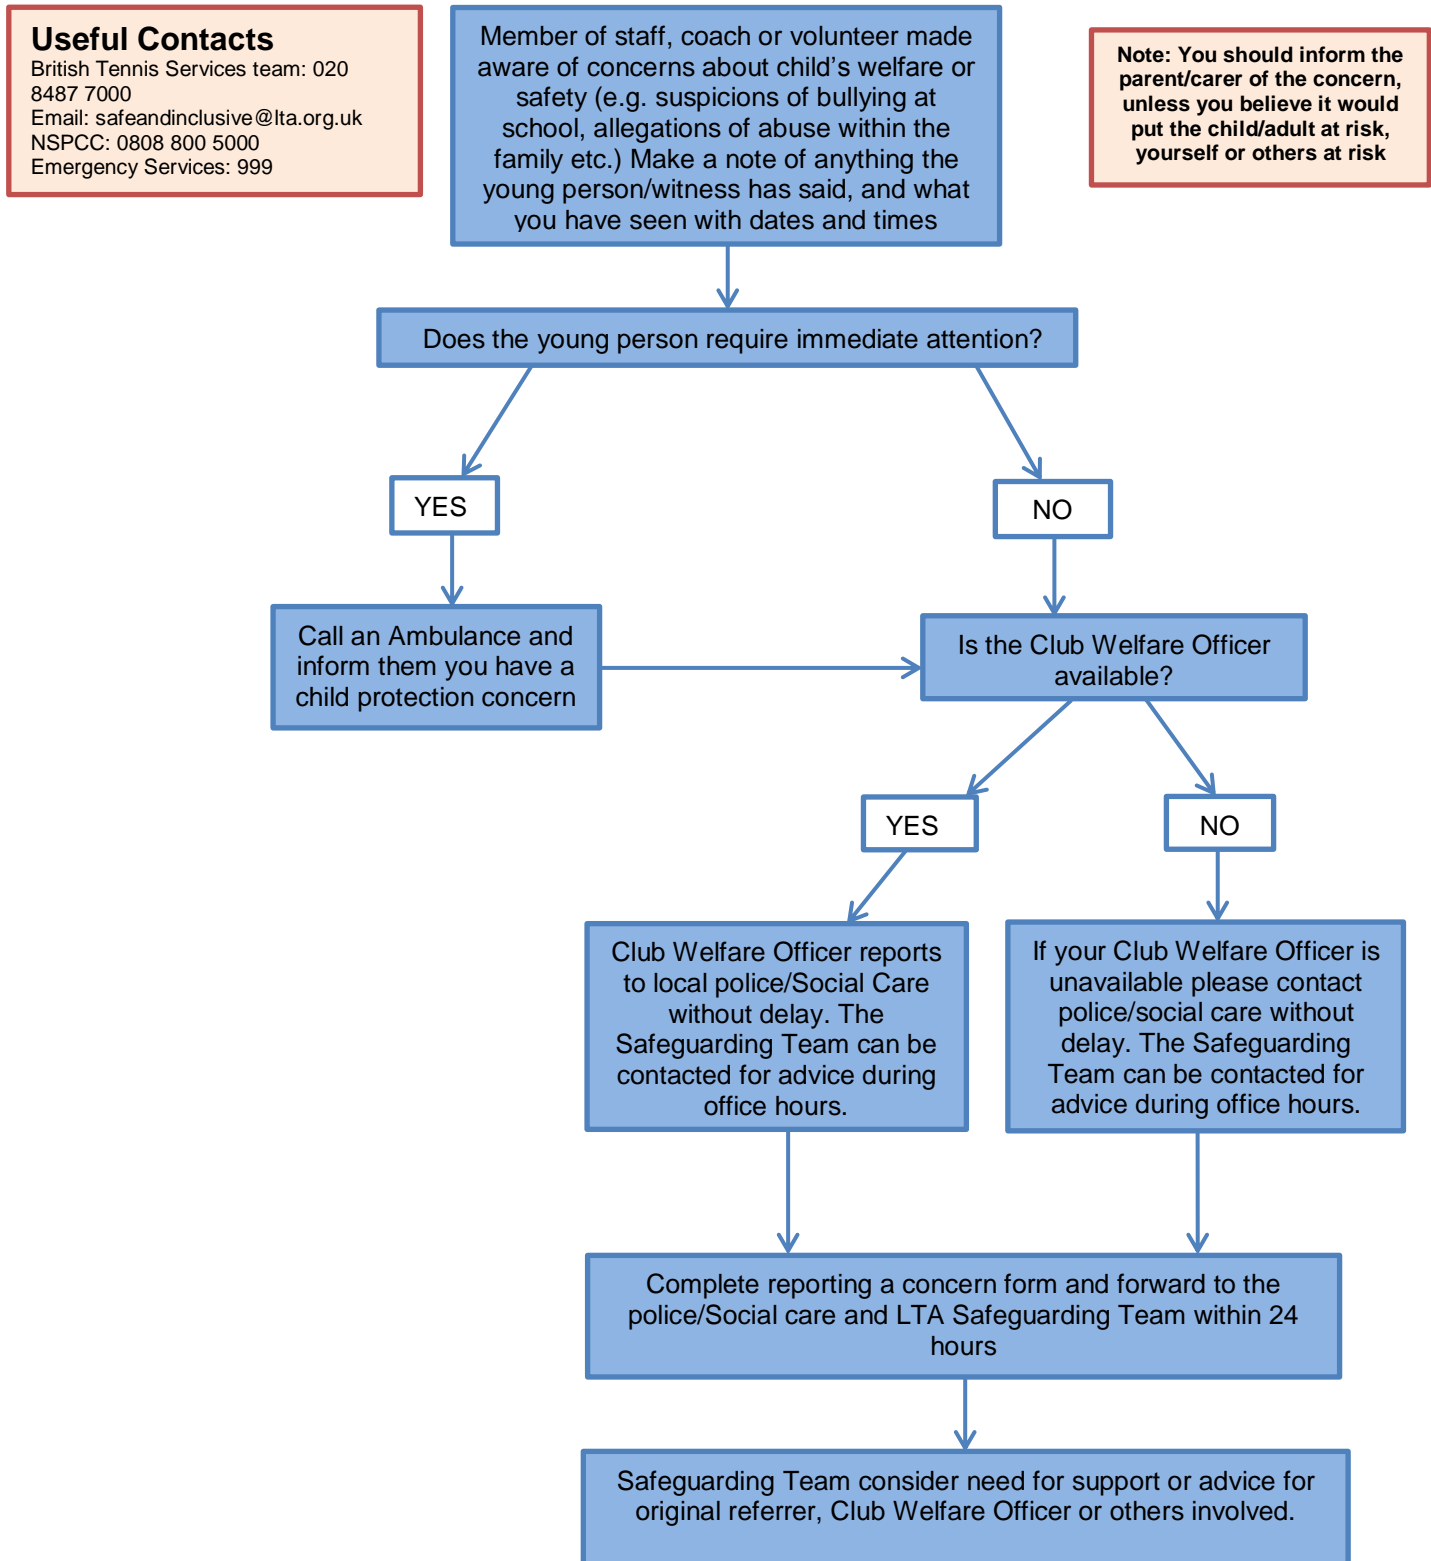 Useful Contacts
British Tennis Services team: 020
8487 7000
Email: safeandinclusive@lta.org.uk
NSPCC: 0808 800 5000
Emergency Services: 999
Member of staff, coach or volunteer made
aware of concerns about child's welfare or
safety (e.g. suspicions of bullying at
school, allegations of abuse within the
family etc.) Make a note of anything the
young person/witness has said, and what
you have seen with dates and times
Note: You should inform the
parent/carer of the concern,
unless you believe it would
put the child/adult at risk,
yourself or others at risk
Does the young person require immediate attention?
YES
NO
Call an Ambulance and
inform them you have a
child protection concern
Is the Club Welfare Officer
available?
YES
NO
Club Welfare Officer reports
to local police/Social Care
without delay. The
Safeguarding Team can be
contacted for advice during
office hours.
If your Club Welfare Officer is
unavailable please contact
police/social care without
delay. The Safeguarding
Team can be contacted for
advice during office hours.
Complete reporting a concern form and forward to the
police/Social care and LTA Safeguarding Team within 24
hours
Safeguarding Team consider need for support or advice for
original referrer, Club Welfare Officer or others involved.